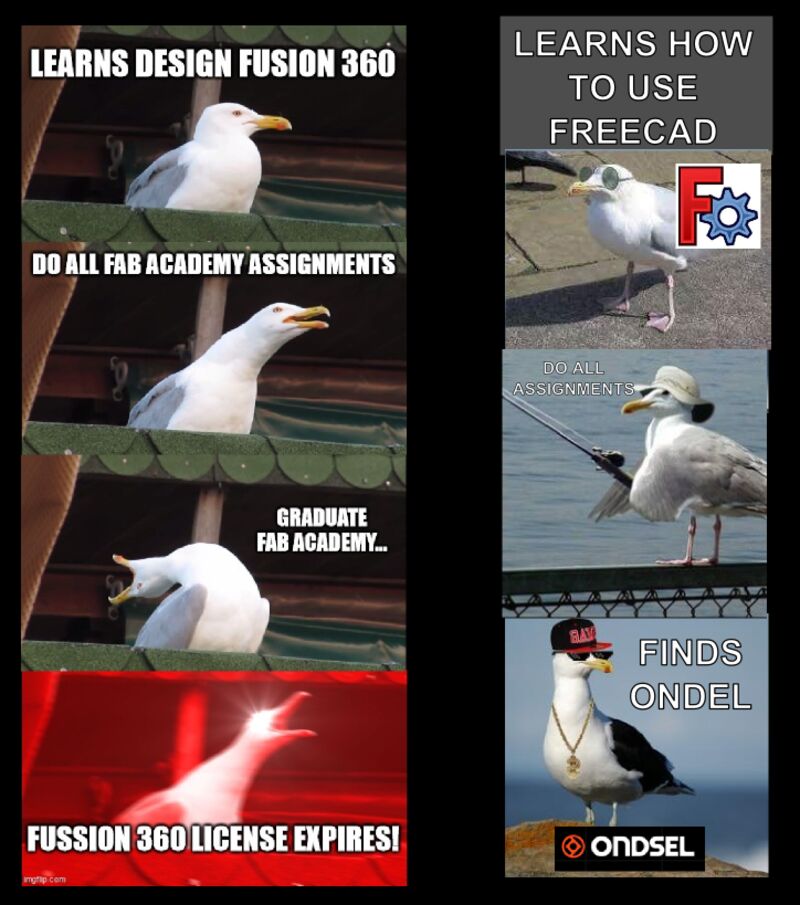 LEARNS DESIGN FUSION 360
DO ALL FAB ACADEMY ASSIGNMENTS
GRADUATE
FAB ACADEMY...
FUSSION 360 LICENSE EXPIRES!
imgflip.com
LEARNS HOW
TO USE
FREECAD
DO ALL
ASSIGNMENTS
FINDS
ONDEL
ONDSEL